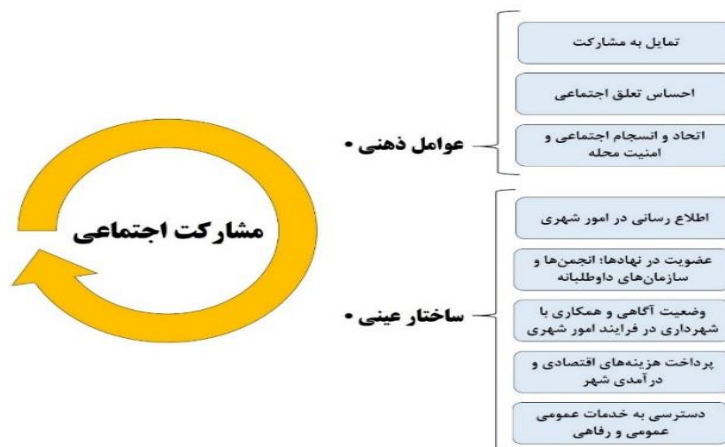 مشارکت اجتماعی
عوامل ذهنی •
تمایل به مشارکت
احساس تعلق اجتماعی
اتحاد و انسجام اجتماعی و
امنیت محله
ساختار عینی •
اطلاع رسانی در امور شهری
عضویت در نهادها؛ انجمن‌ها و
سازمان‌های داوطلبانه
وضعیت آگاهی و همکاری با
شهرداری در فرایند امور شهری
پرداخت هزینه‌های اقتصادی و
درآمدی شهر
دسترسی به خدمات عمومی
عمومی و رفاهی